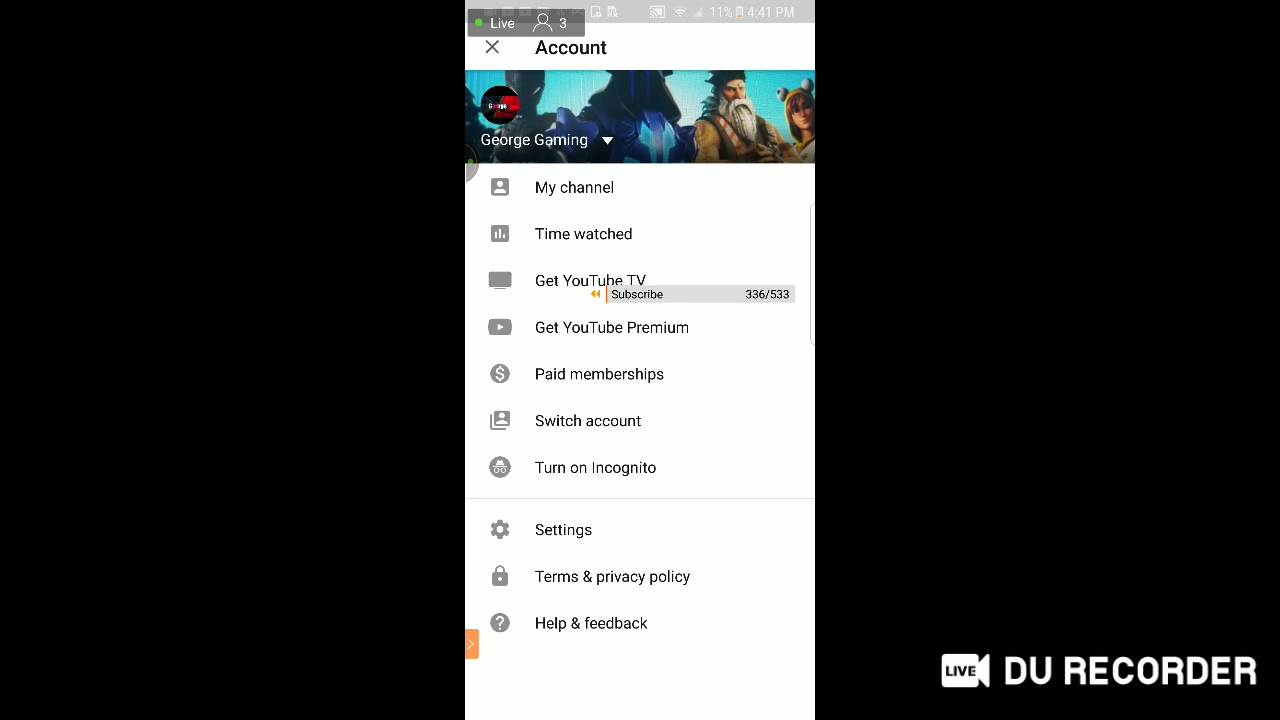 11% 4:41 PM
Live 3
Account
George
George Gaming
My channel
Time watched
Get YouTube TV
Subscribe 336/533
Get YouTube Premium
Paid memberships
Switch account
Turn on Incognito
Settings
Terms & privacy policy
Help & feedback
LIVE DU RECORDER